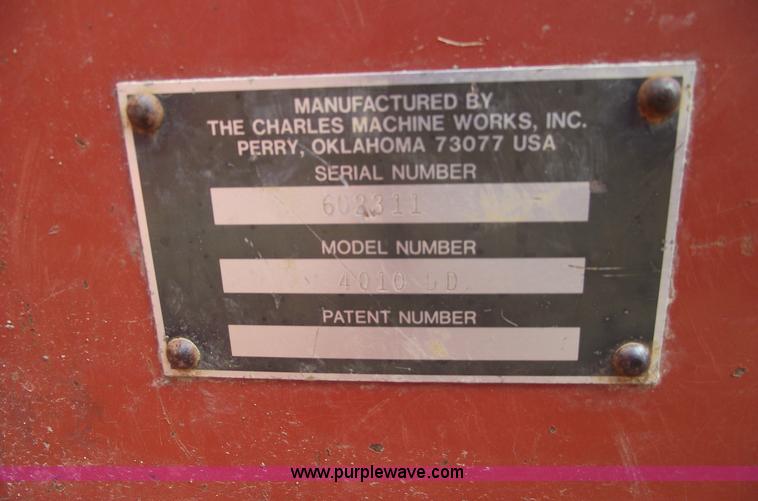 MANUFACTURED BY
THE CHARLES MACHINE WORKS, INC.
PERRY, OKLAHOMA 73077 USA
SERIAL NUMBER
602311
MODEL NUMBER
4010
PATENT NUMBER
www.purplewave.com